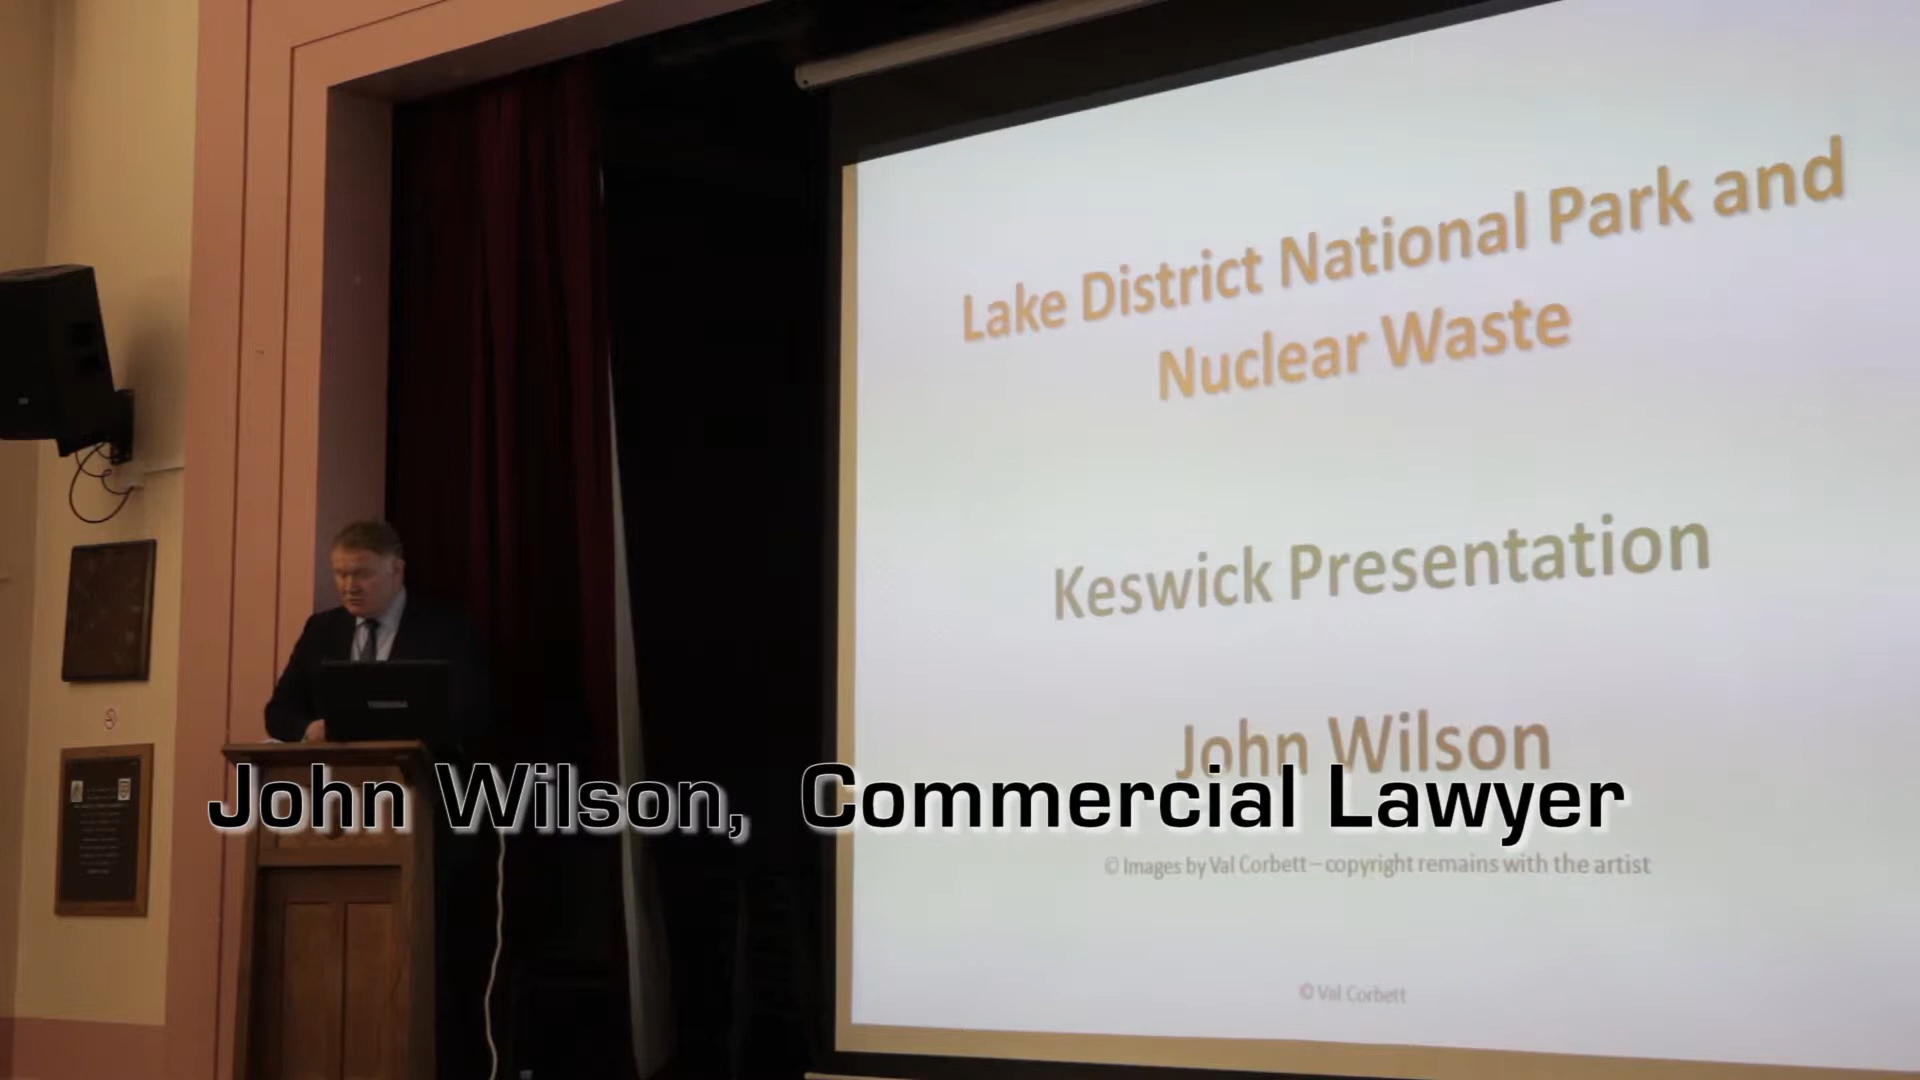 Lake District National Park and
Nuclear Waste
Keswick Presentation
John Wilson
John Wilson, Commercial Lawyer
© Images by Val Corbett – copyright remains with the artist
© Val Corbett
TOSHIBA